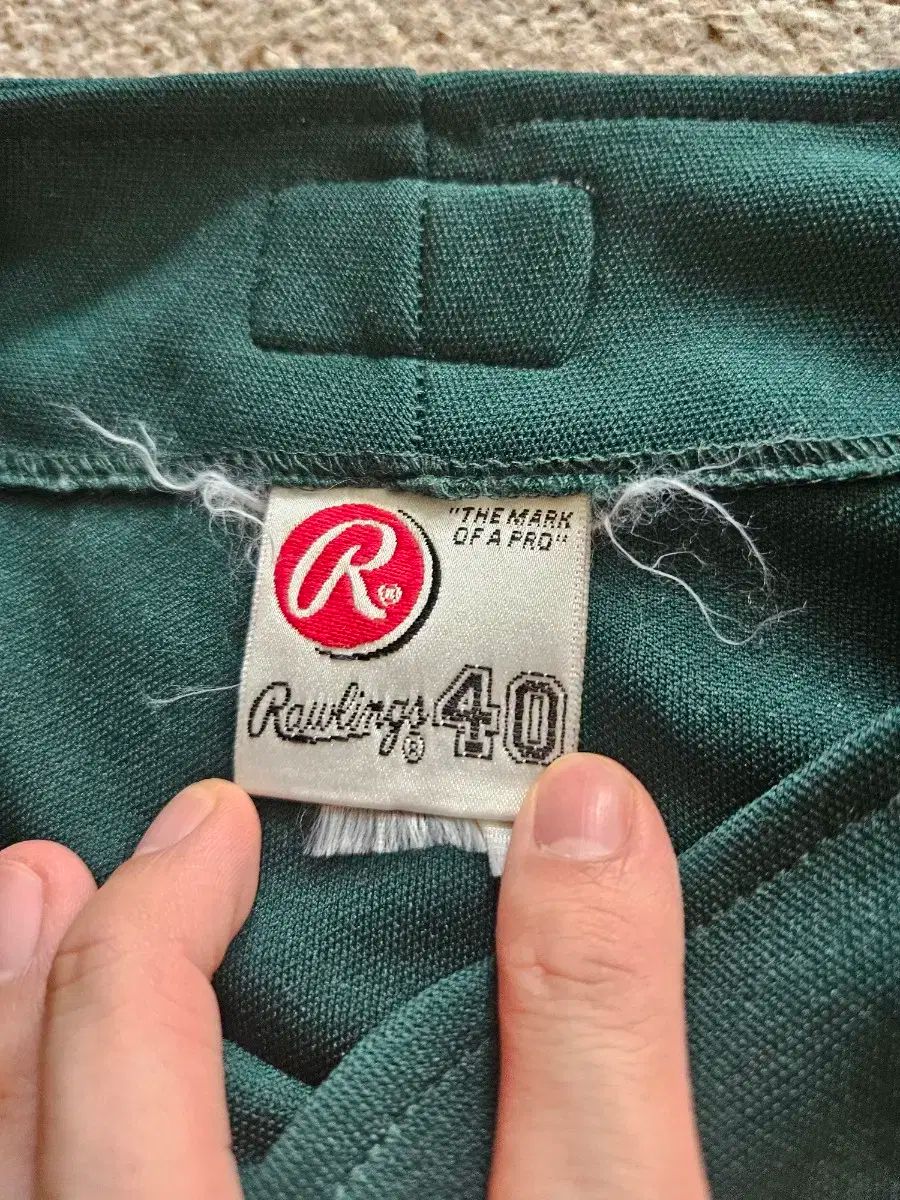 R®
"THE MARK
OF A PRO"
Rawlings® 40